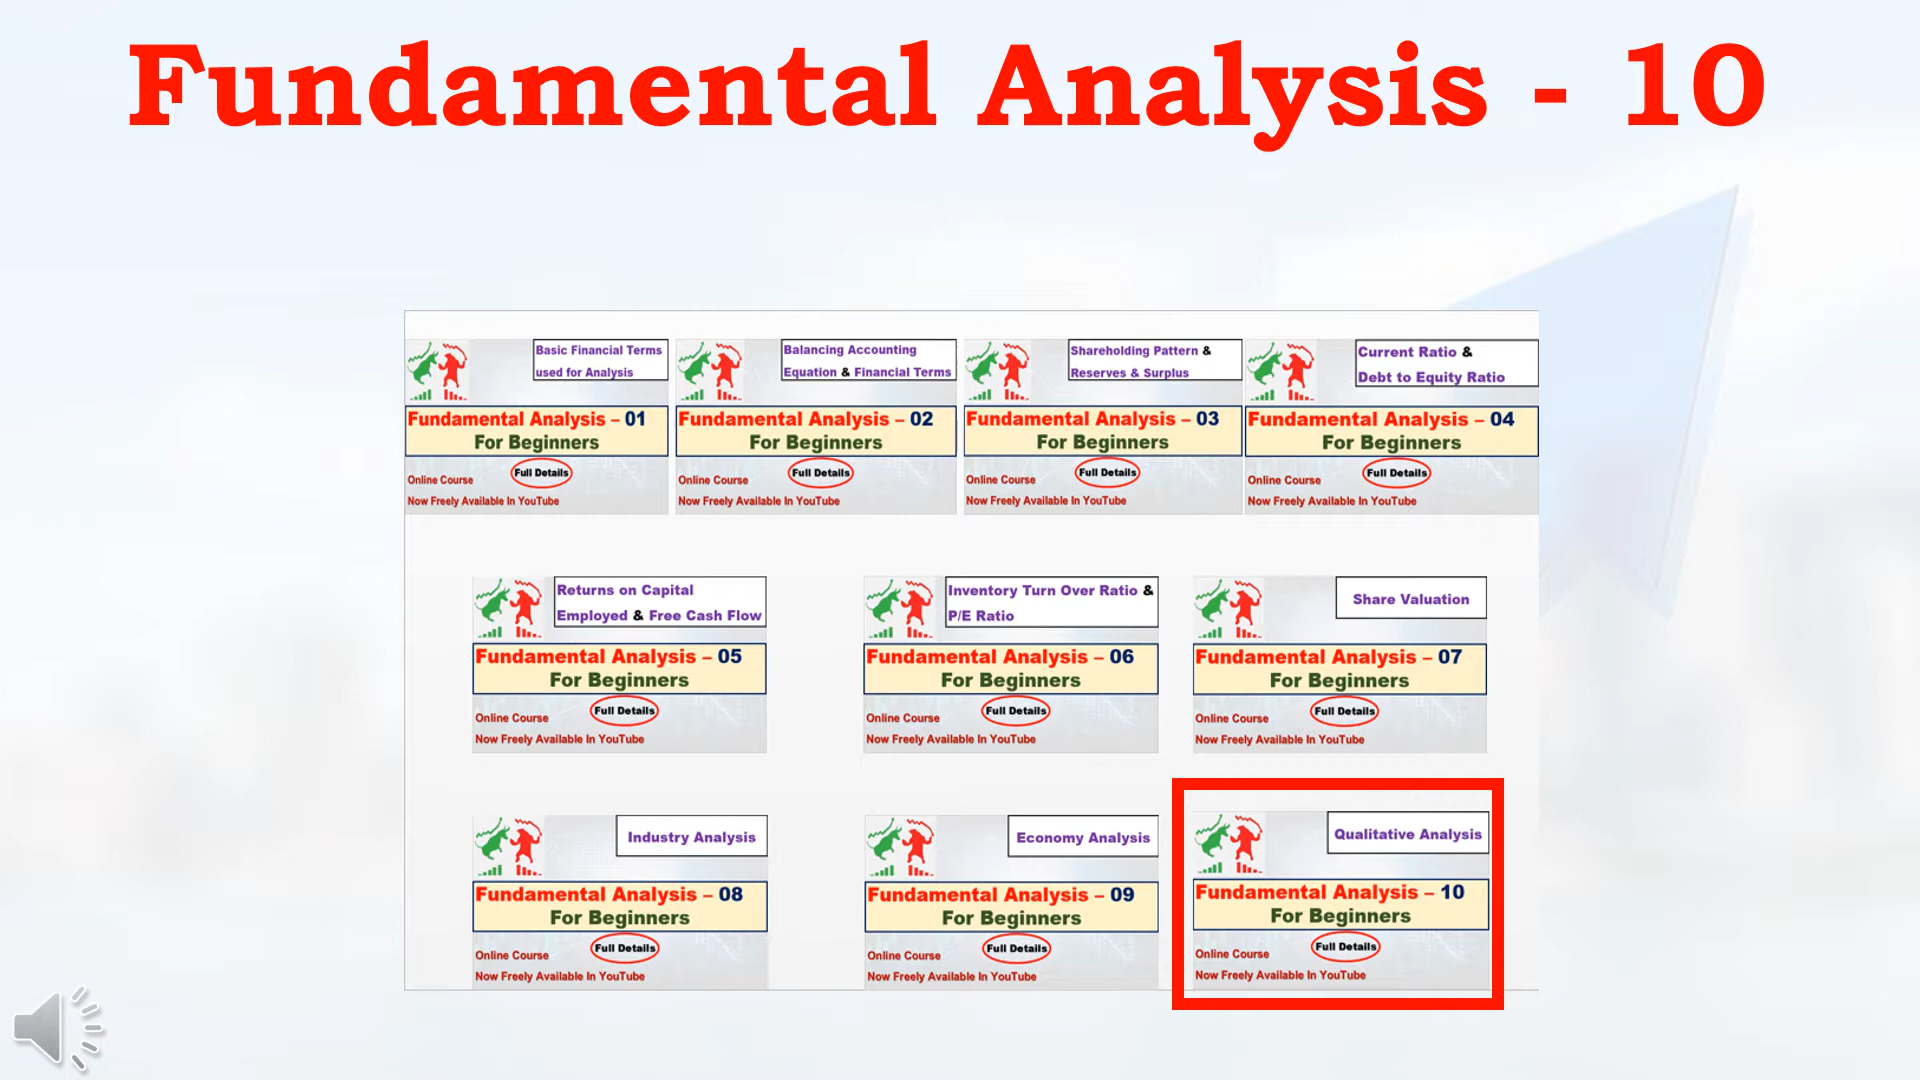 Fundamental Analysis - 10
Basic Financial Terms
used for Analysis
Fundamental Analysis – 01
For Beginners
Full Details
Online Course
Now Freely Available In YouTube
Balancing Accounting
Equation & Financial Terms
Fundamental Analysis – 02
For Beginners
Full Details
Online Course
Now Freely Available In YouTube
Shareholding Pattern &
Reserves & Surplus
Fundamental Analysis – 03
For Beginners
Full Details
Online Course
Now Freely Available In YouTube
Current Ratio &
Debt to Equity Ratio
Fundamental Analysis – 04
For Beginners
Full Details
Online Course
Now Freely Available In YouTube
Returns on Capital
Employed & Free Cash Flow
Fundamental Analysis – 05
For Beginners
Full Details
Online Course
Now Freely Available In YouTube
Inventory Turn Over Ratio &
P/E Ratio
Fundamental Analysis – 06
For Beginners
Full Details
Online Course
Now Freely Available In YouTube
Share Valuation
Fundamental Analysis – 07
For Beginners
Full Details
Online Course
Now Freely Available In YouTube
Industry Analysis
Fundamental Analysis – 08
For Beginners
Full Details
Online Course
Now Freely Available In YouTube
Economy Analysis
Fundamental Analysis – 09
For Beginners
Full Details
Online Course
Now Freely Available In YouTube
Qualitative Analysis
Fundamental Analysis – 10
For Beginners
Full Details
Online Course
Now Freely Available In YouTube